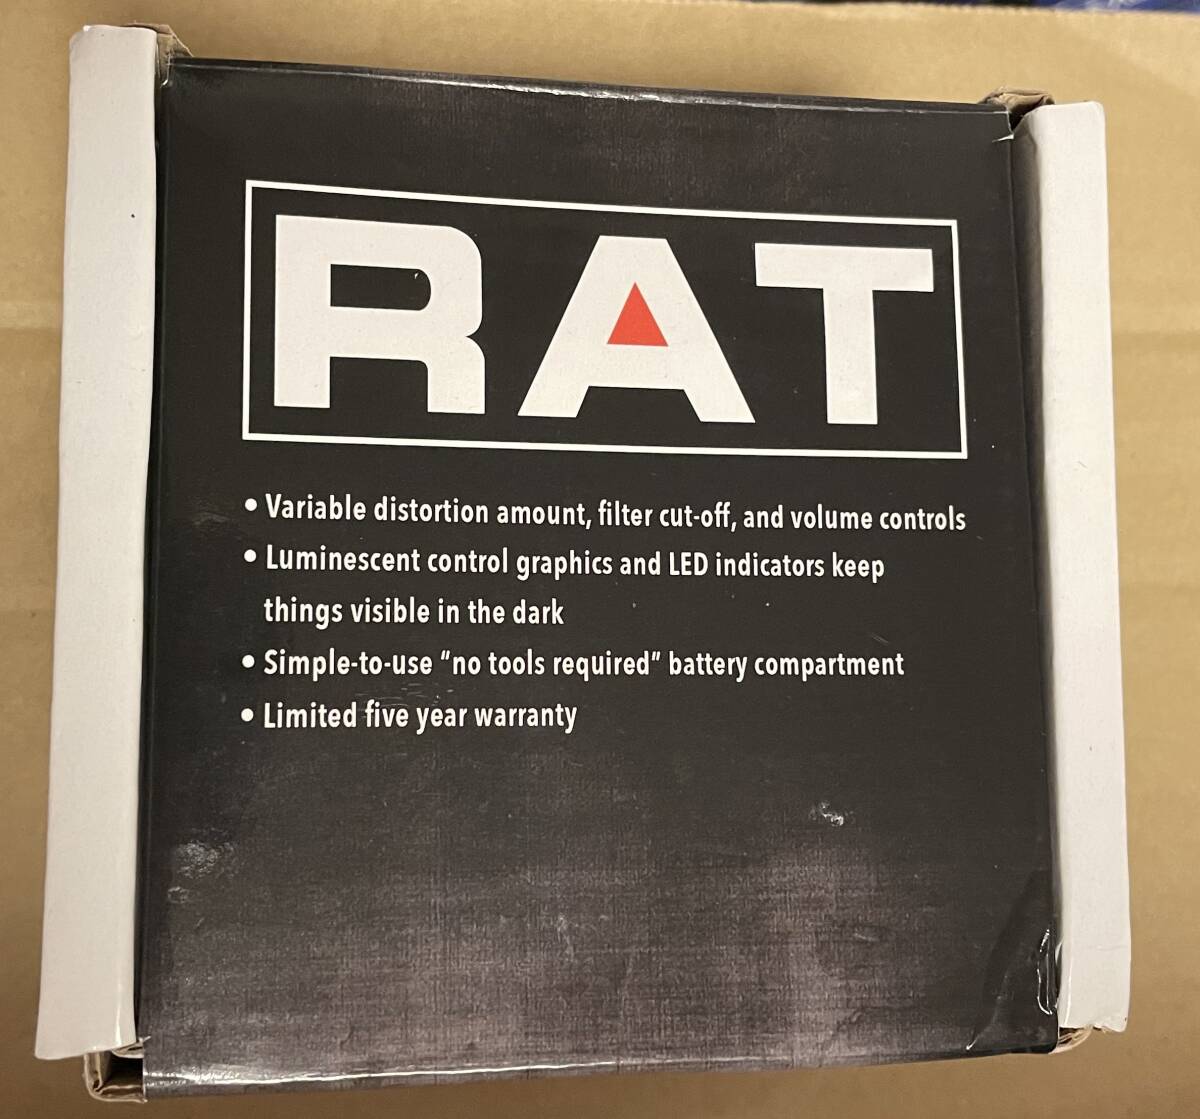 RAT
• Variable distortion amount, filter cut-off, and volume controls
• Luminescent control graphics and LED indicators keep
things visible in the dark
• Simple-to-use "no tools required" battery compartment
• Limited five year warranty